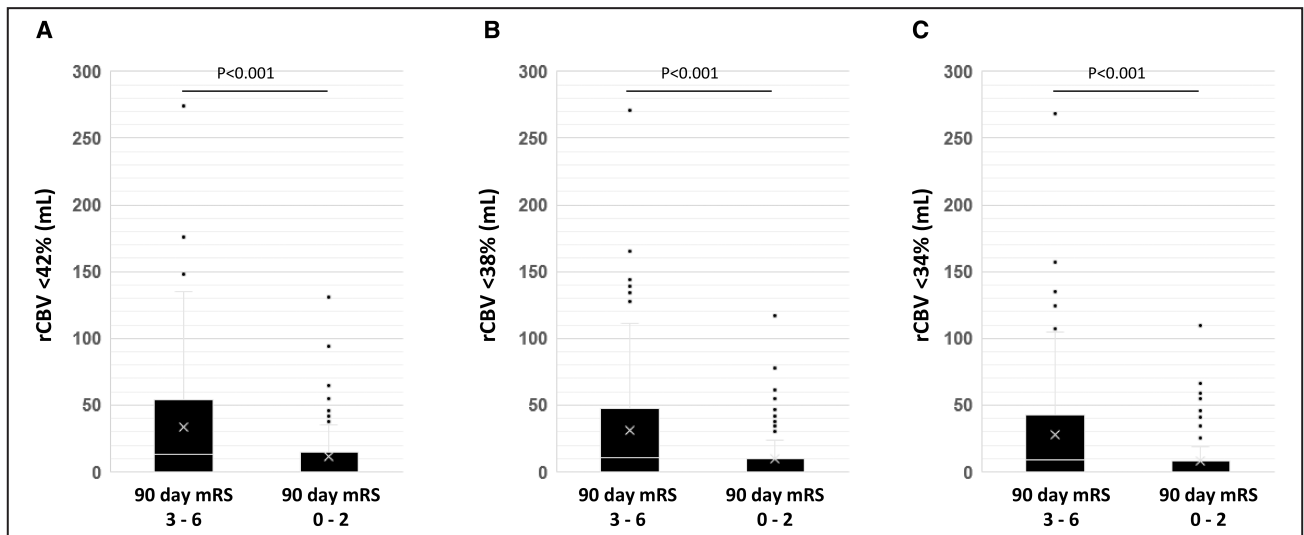 A
P<0.001
300
250
200
150
100
50
0
rCBV <42% (mL)
90 day mRS
3 - 6
90 day mRS
0 - 2
B
P<0.001
300
250
200
150
100
50
0
rCBV <38% (mL)
90 day mRS
3 - 6
90 day mRS
0 - 2
C
P<0.001
300
250
200
150
100
50
0
rCBV <34% (mL)
90 day mRS
3 - 6
90 day mRS
0 - 2